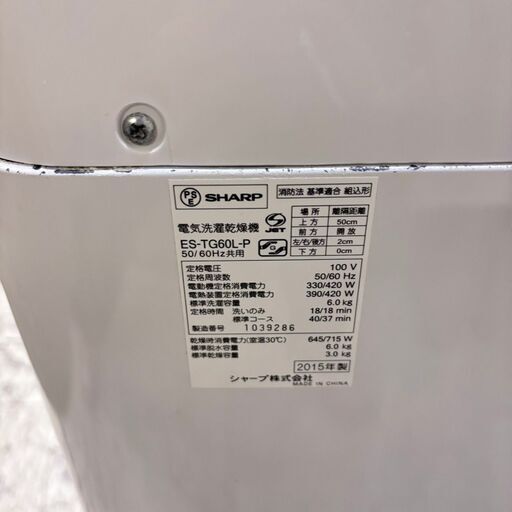 PS E SHARP
消防法 基準適合 組込形
電気洗濯乾燥機
ES-TG60L-P
50/60Hz共用
JET
場所 離隔距離
上方 50cm
前方 開放
左/右/後方 2cm
下方 0cm
定格電圧 100 V
定格周波数 50/60 Hz
電動機定格消費電力 330/420 W
電熱装置定格消費電力 390/420 W
標準洗濯容量 6.0 kg
定格時間 洗いのみ 18/18 min
標準コース 40/37 min
製造番号 1039286
乾燥時消費電力(室温30℃) 645/715 W
標準脱水容量 6.0 kg
標準乾燥容量 3.0 kg
2015年製
シャープ株式会社
MADE IN CHINA